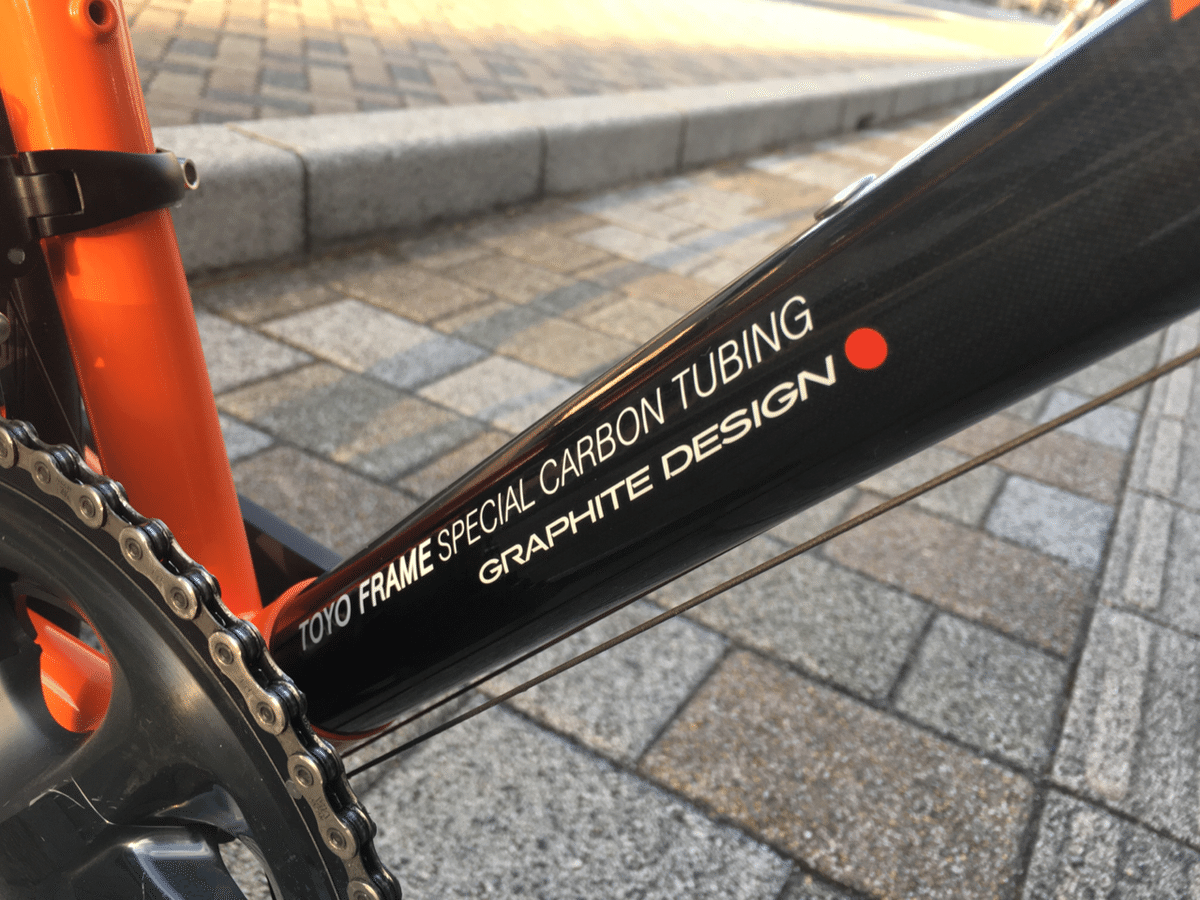 TOYO FRAME SPECIAL CARBON TUBING
GRAPHITE DESIGN